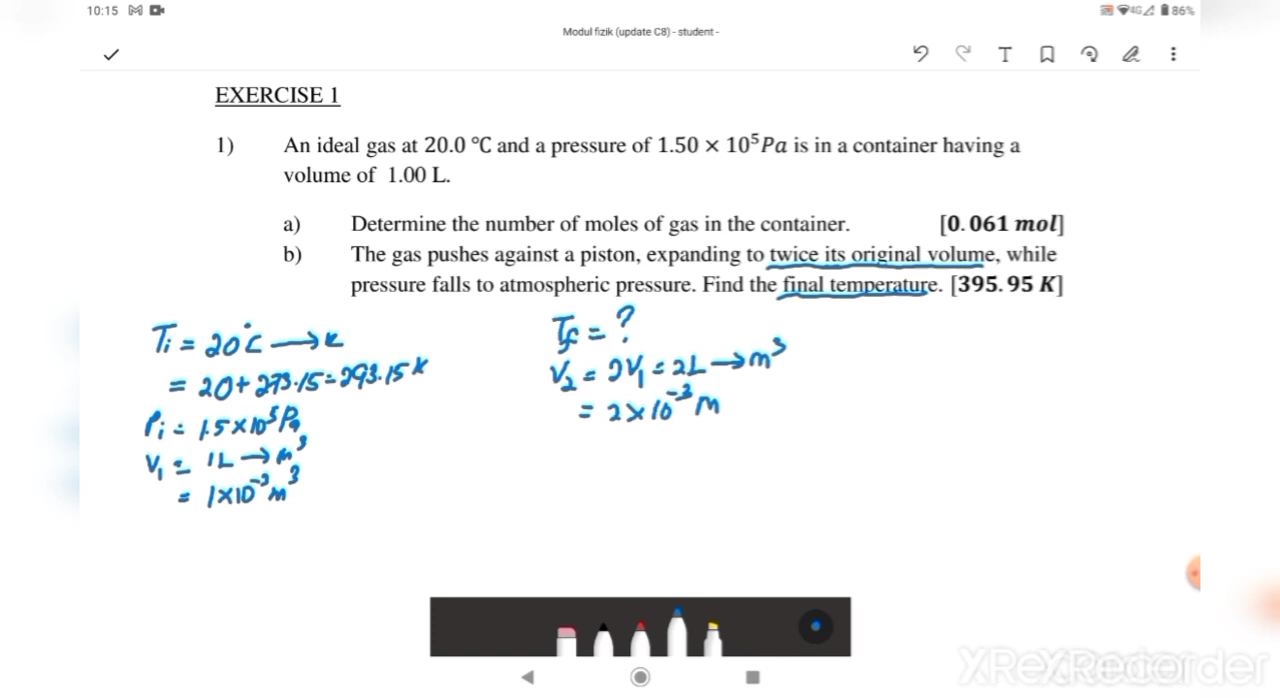 10:15
4G 86%
Modul fizik (update C8) - student -
T
EXERCISE 1
1) An ideal gas at 20.0 °C and a pressure of 1.50 × 10⁵ Pa is in a container having a
volume of 1.00 L.
a) Determine the number of moles of gas in the container. [0.061 mol]
b) The gas pushes against a piston, expanding to twice its original volume, while
pressure falls to atmospheric pressure. Find the final temperature. [395.95 K]
Ti = 20°C → K
= 20 + 273.15 = 293.15 K
Pi = 1.5 × 10⁵ Pa
V₁ = 1L → m³
= 1 × 10⁻³ m³
Tf = ?
V₂ = 2V₁ = 2L → m³
= 2 × 10⁻³ m